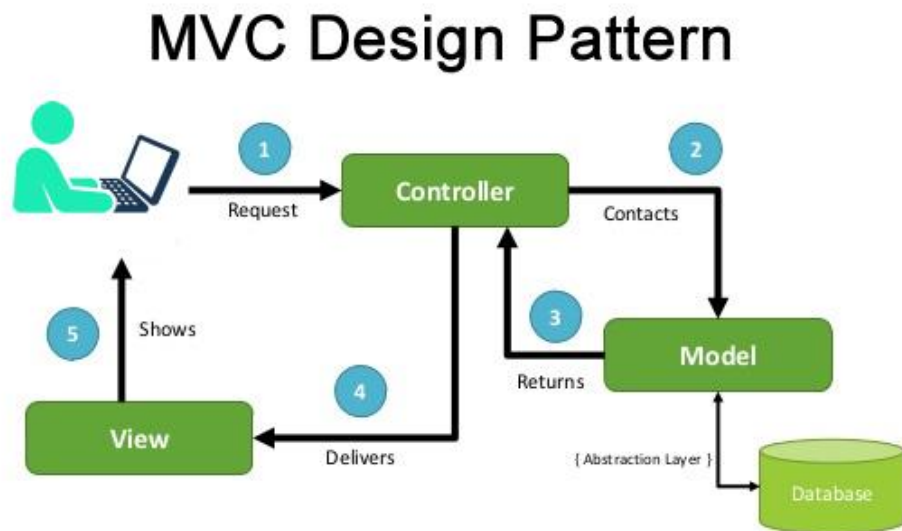 MVC Design Pattern
1
2
Controller
Request
Contacts
3
5
Shows
Model
4
Returns
View
Delivers
{ Abstraction Layer }
Database